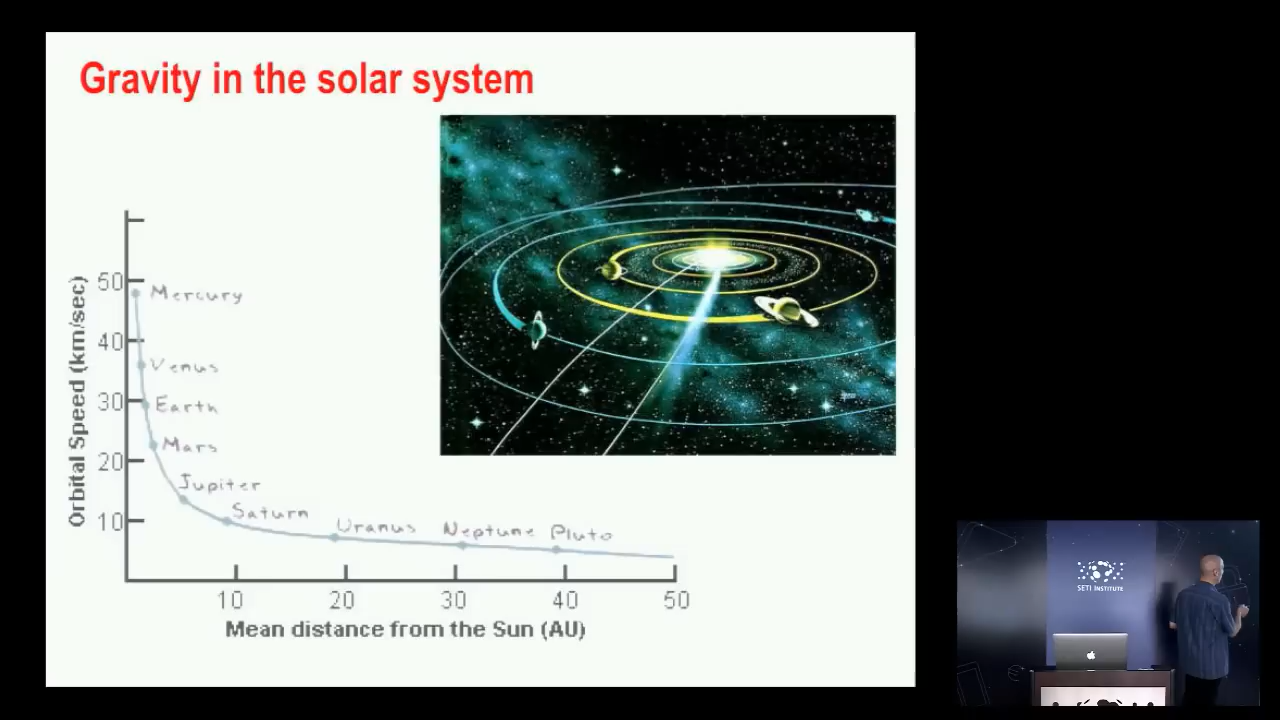 Gravity in the solar system
Orbital Speed (km/sec)
50
40
30
20
10
Mercury
Venus
Earth
Mars
Jupiter
Saturn
Uranus
Neptune
Pluto
10
20
30
40
50
Mean distance from the Sun (AU)
SETI INSTITUTE